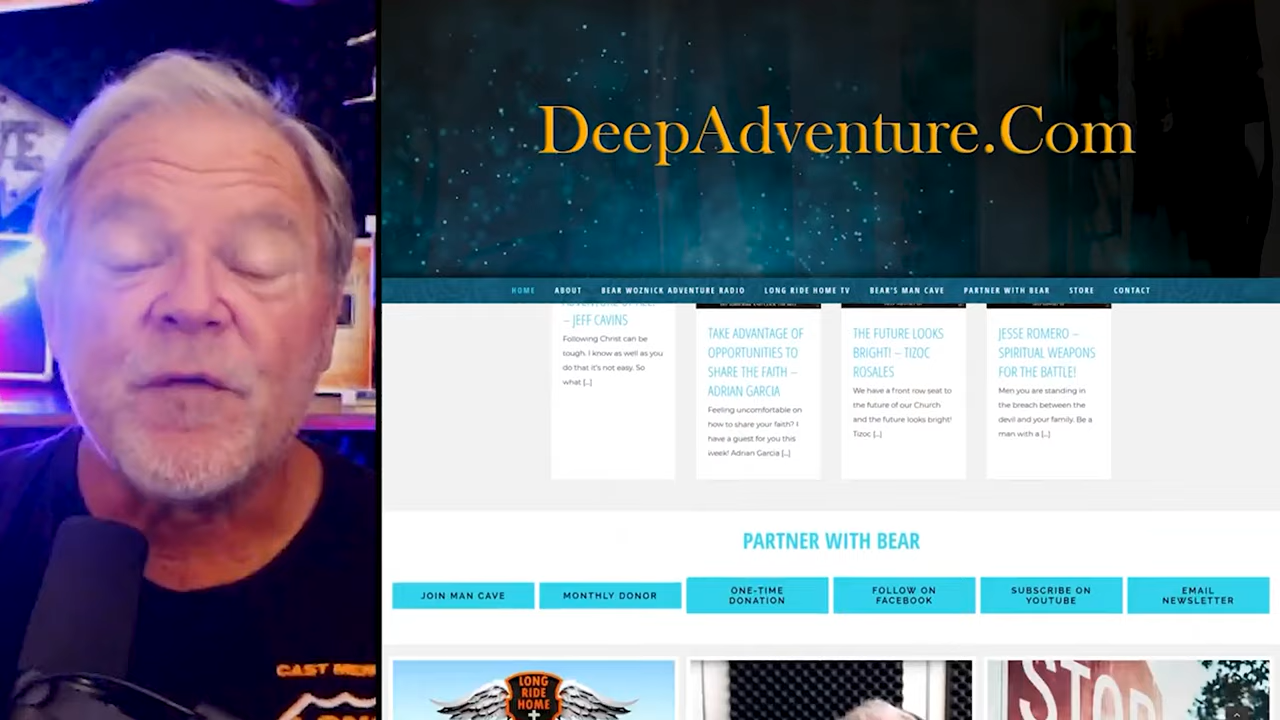 DeepAdventure.Com
HOME ABOUT BEAR WOZNICK ADVENTURE RADIO LONG RIDE HOME TV BEAR'S MAN CAVE PARTNER WITH BEAR STORE CONTACT
– JEFF CAVINS
Following Christ can be
tough. I know as well as you
do that it's not easy. So
what [...]
TAKE ADVANTAGE OF
OPPORTUNITIES TO
SHARE THE FAITH –
ADRIAN GARCIA
Feeling uncomfortable on
how to share your faith? I
have a guest for you this
week! Adrian Garcia [...]
THE FUTURE LOOKS
BRIGHT! – TIZOC
ROSALES
We have a front row seat to
the future of our Church
and the future looks bright!
Tizoc [...]
JESSE ROMERO –
SPIRITUAL WEAPONS
FOR THE BATTLE!
Men you are standing in
the breach between the
devil and your family. Be a
man with a [...]
PARTNER WITH BEAR
JOIN MAN CAVE
MONTHLY DONOR
ONE-TIME
DONATION
FOLLOW ON
FACEBOOK
SUBSCRIBE ON
YOUTUBE
EMAIL
NEWSLETTER
LONG
RIDE
HOME
STOP
CAST